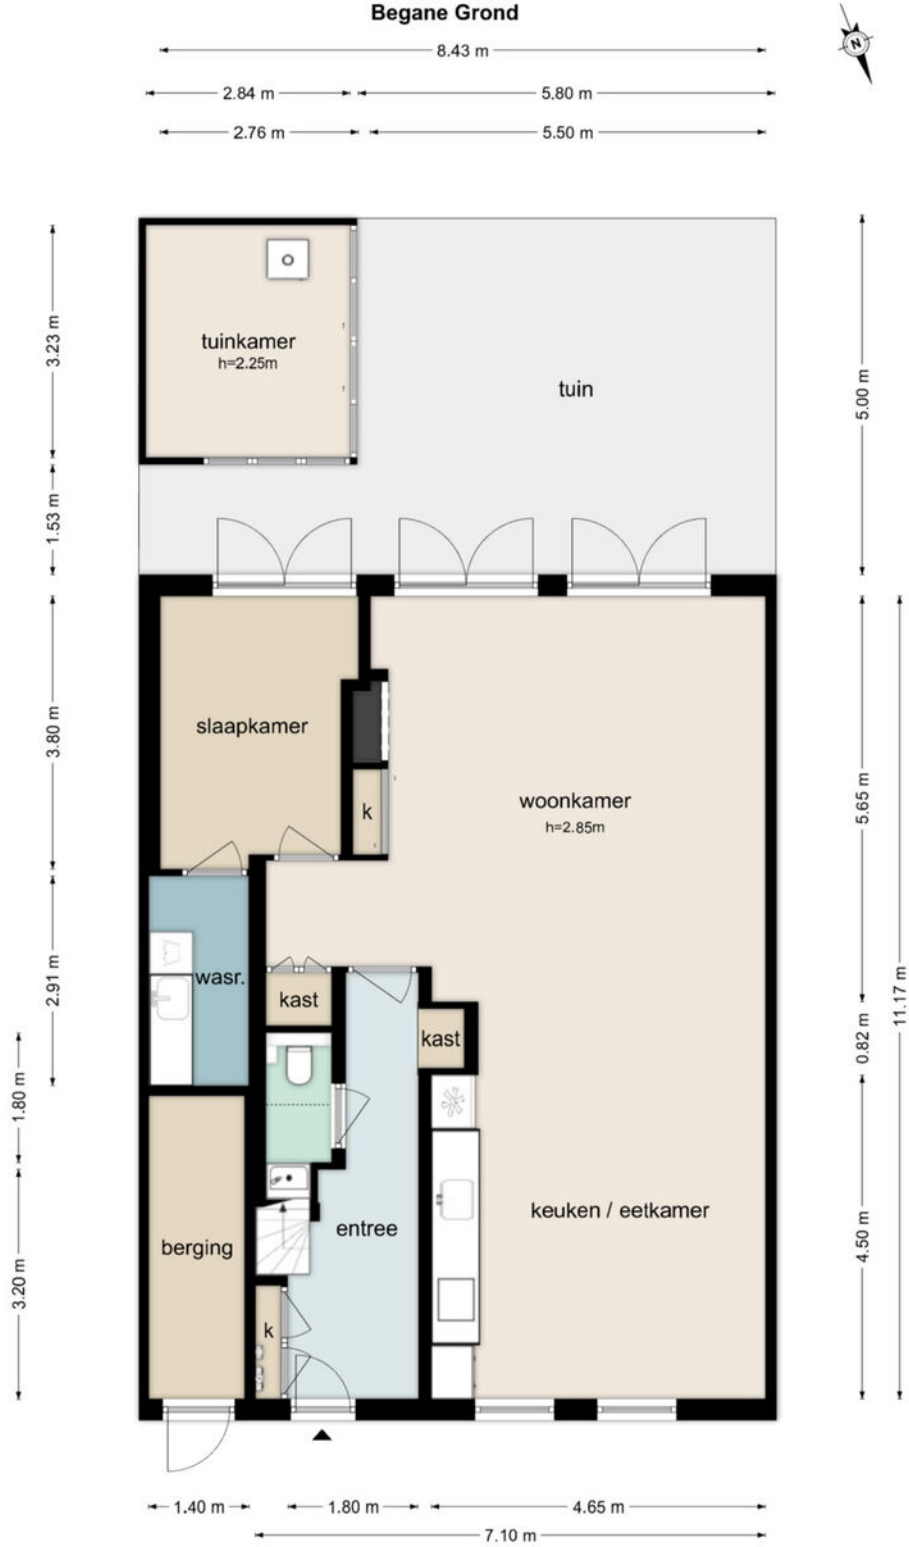 Begane Grond
N
8.43 m
2.84 m
5.80 m
2.76 m
5.50 m
3.23 m
tuinkamer
h=2.25m
tuin
5.00 m
1.53 m
3.80 m
slaapkamer
k
woonkamer
h=2.85m
5.65 m
11.17 m
2.91 m
wasr.
kast
kast
0.82 m
1.80 m
keuken / eetkamer
entree
berging
4.50 m
3.20 m
k
1.40 m
1.80 m
4.65 m
7.10 m